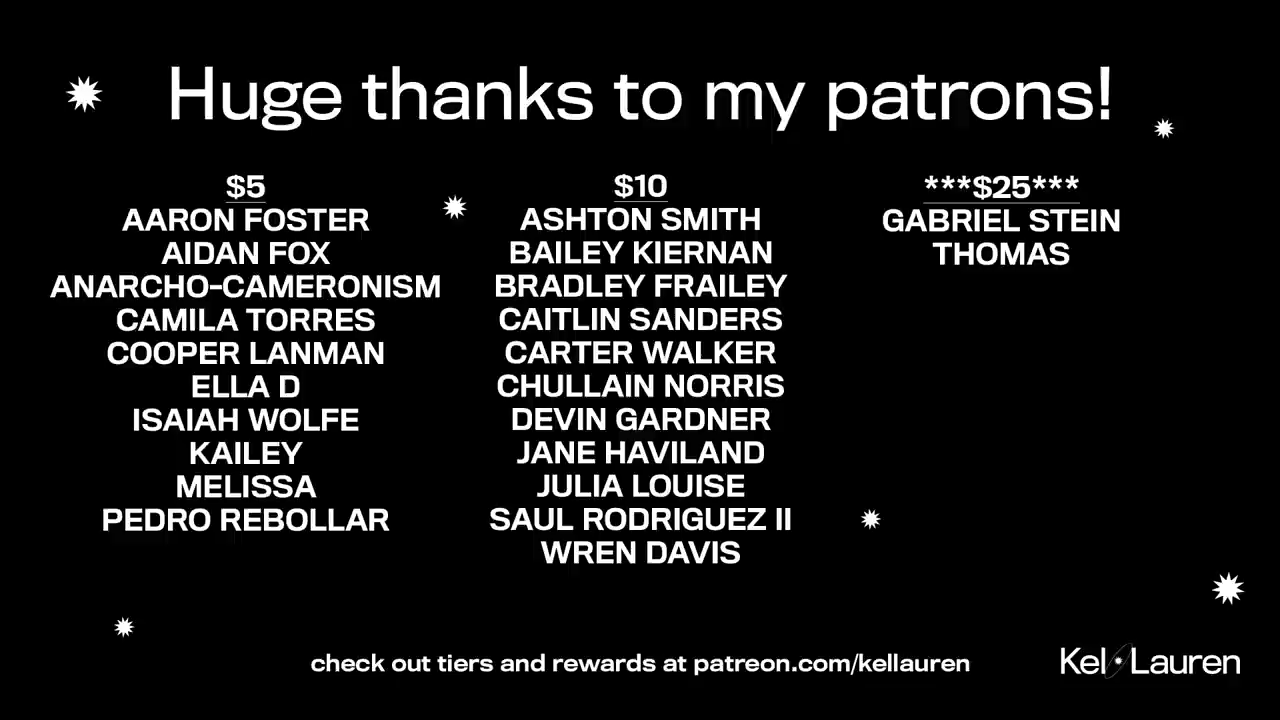 Huge thanks to my patrons!
$5
AARON FOSTER
AIDAN FOX
ANARCHO-CAMERONISM
CAMILA TORRES
COOPER LANMAN
ELLA D
ISAIAH WOLFE
KAILEY
MELISSA
PEDRO REBOLLAR
$10
ASHTON SMITH
BAILEY KIERNAN
BRADLEY FRAILEY
CAITLIN SANDERS
CARTER WALKER
CHULLAIN NORRIS
DEVIN GARDNER
JANE HAVILAND
JULIA LOUISE
SAUL RODRIGUEZ II
WREN DAVIS
***$25***
GABRIEL STEIN
THOMAS
check out tiers and rewards at patreon.com/kellauren
Kel Lauren